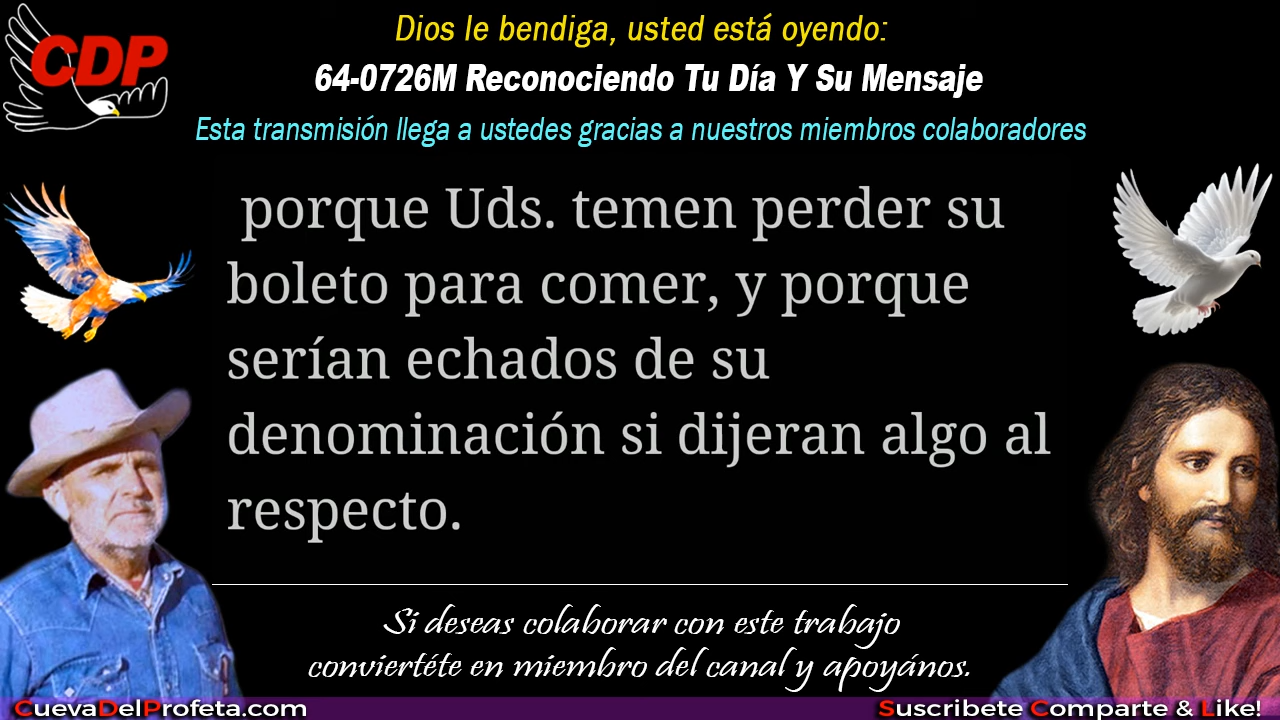 CDP
Dios le bendiga, usted está oyendo:
64-0726M Reconociendo Tu Día Y Su Mensaje
Esta transmisión llega a ustedes gracias a nuestros miembros colaboradores
porque Uds. temen perder su
boleto para comer, y porque
serían echados de su
denominación si dijeran algo al
respecto.
Si deseas colaborar con este trabajo
conviertéte en miembro del canal y apoyános.
CuevaDelProfeta.com
Suscribete Comparte & Like!